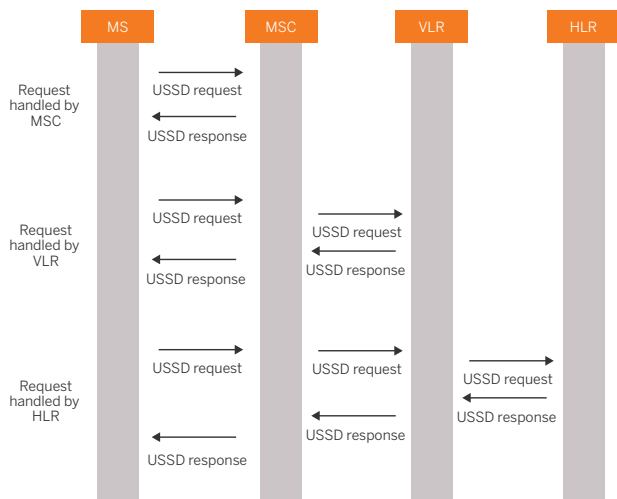 MS
MSC
VLR
HLR
Request
handled by
MSC
USSD request
USSD response
Request
handled by
VLR
USSD request
USSD request
USSD response
USSD response
Request
handled by
HLR
USSD request
USSD request
USSD request
USSD response
USSD response
USSD response